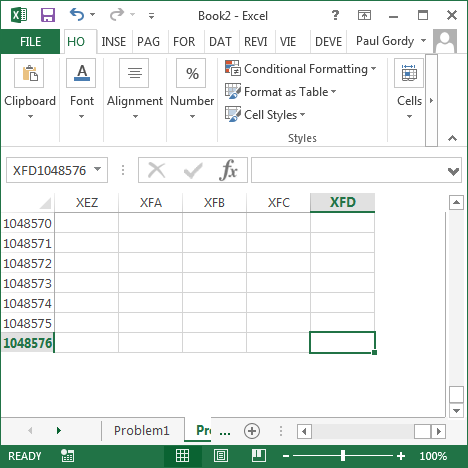 Book2 - Excel
FILE HO INSE PAG FOR DAT REVI VIE DEVE Paul Gordy
Clipboard Font Alignment % Number Conditional Formatting Format as Table Cell Styles Cells
Styles
XFD1048576 fx
XEZ XFA XFB XFC XFD
1048570
1048571
1048572
1048573
1048574
1048575
1048576
Problem1 Pro ...
READY 100%